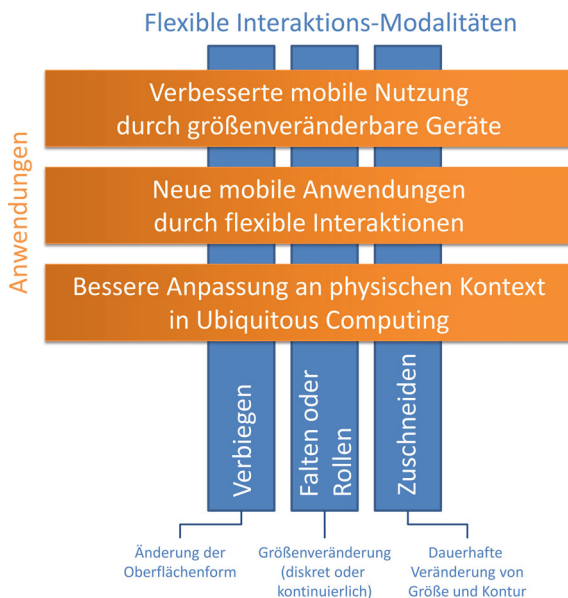 Flexible Interaktions-Modalitäten
Anwendungen
Verbesserte mobile Nutzung
durch größenveränderbare Geräte
Neue mobile Anwendungen
durch flexible Interaktionen
Bessere Anpassung an physischen Kontext
in Ubiquitous Computing
Verbiegen
Falten oder
Rollen
Zuschneiden
Änderung der
Oberflächenform
Größenveränderung
(diskret oder
kontinuierlich)
Dauerhafte
Veränderung von
Größe und Kontur